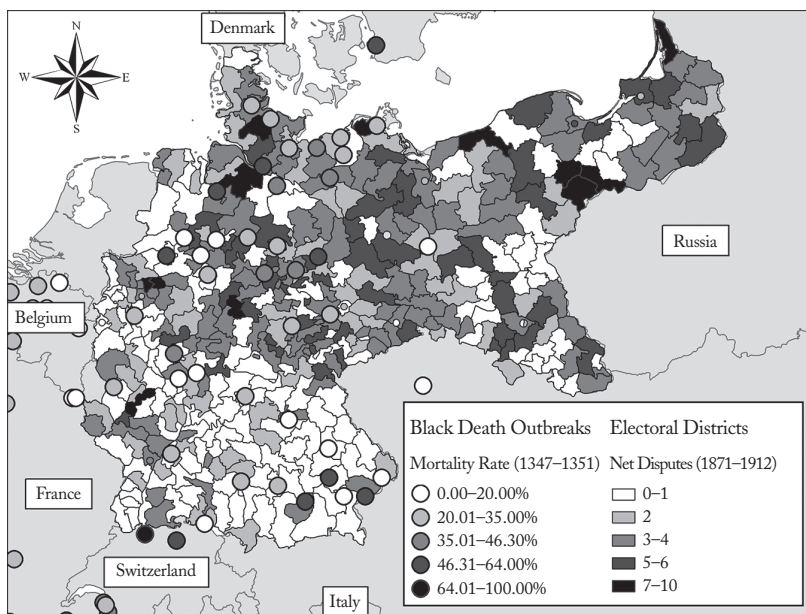 Denmark
N
W E
S
Russia
Belgium
France
Switzerland
Italy
Black Death Outbreaks
Mortality Rate (1347–1351)
0.00–20.00%
20.01–35.00%
35.01–46.30%
46.31–64.00%
64.01–100.00%
Electoral Districts
Net Disputes (1871–1912)
0–1
2
3–4
5–6
7–10